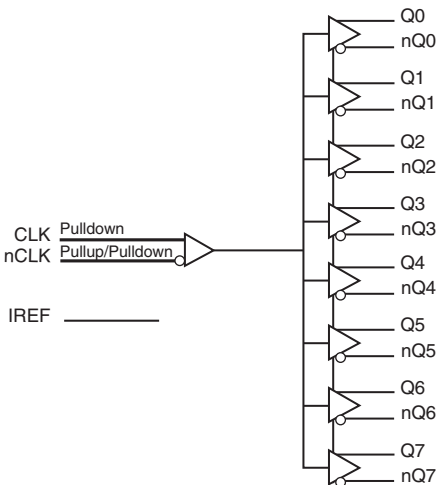 Q0
nQ0
Q1
nQ1
Q2
nQ2
Q3
nQ3
CLK Pulldown
nCLK Pullup/Pulldown
Q4
nQ4
IREF
Q5
nQ5
Q6
nQ6
Q7
nQ7